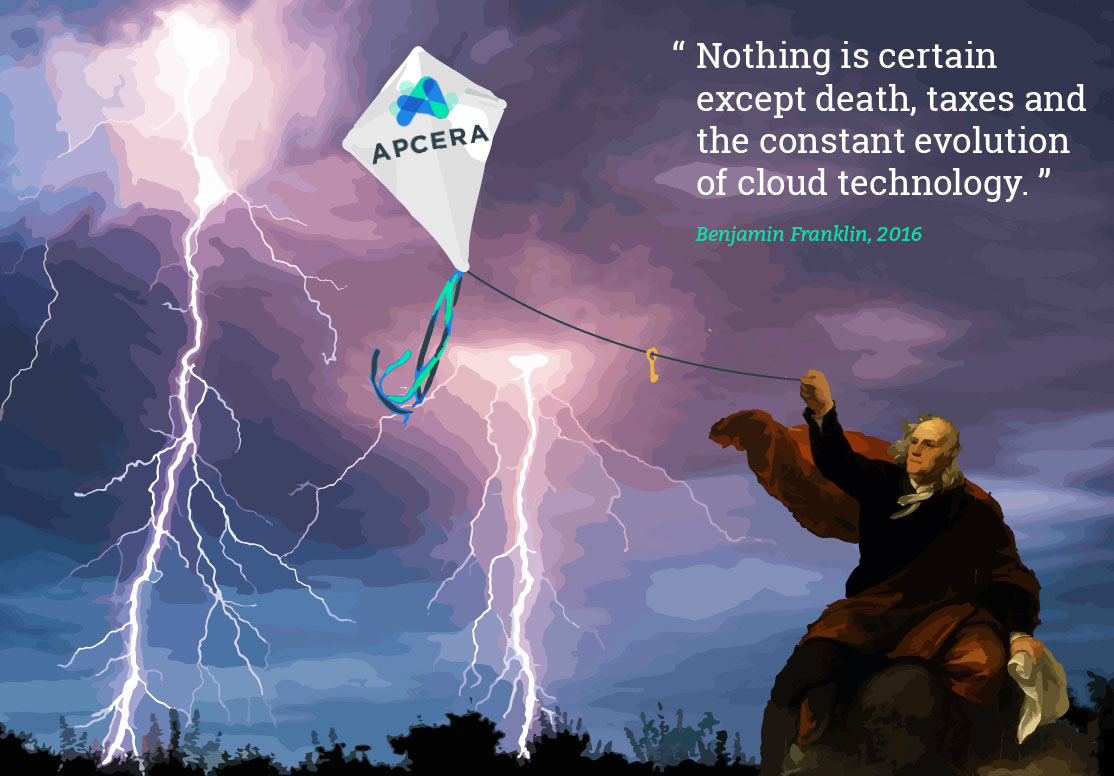 APCERA
“ Nothing is certain
except death, taxes and
the constant evolution
of cloud technology. ”
Benjamin Franklin, 2016